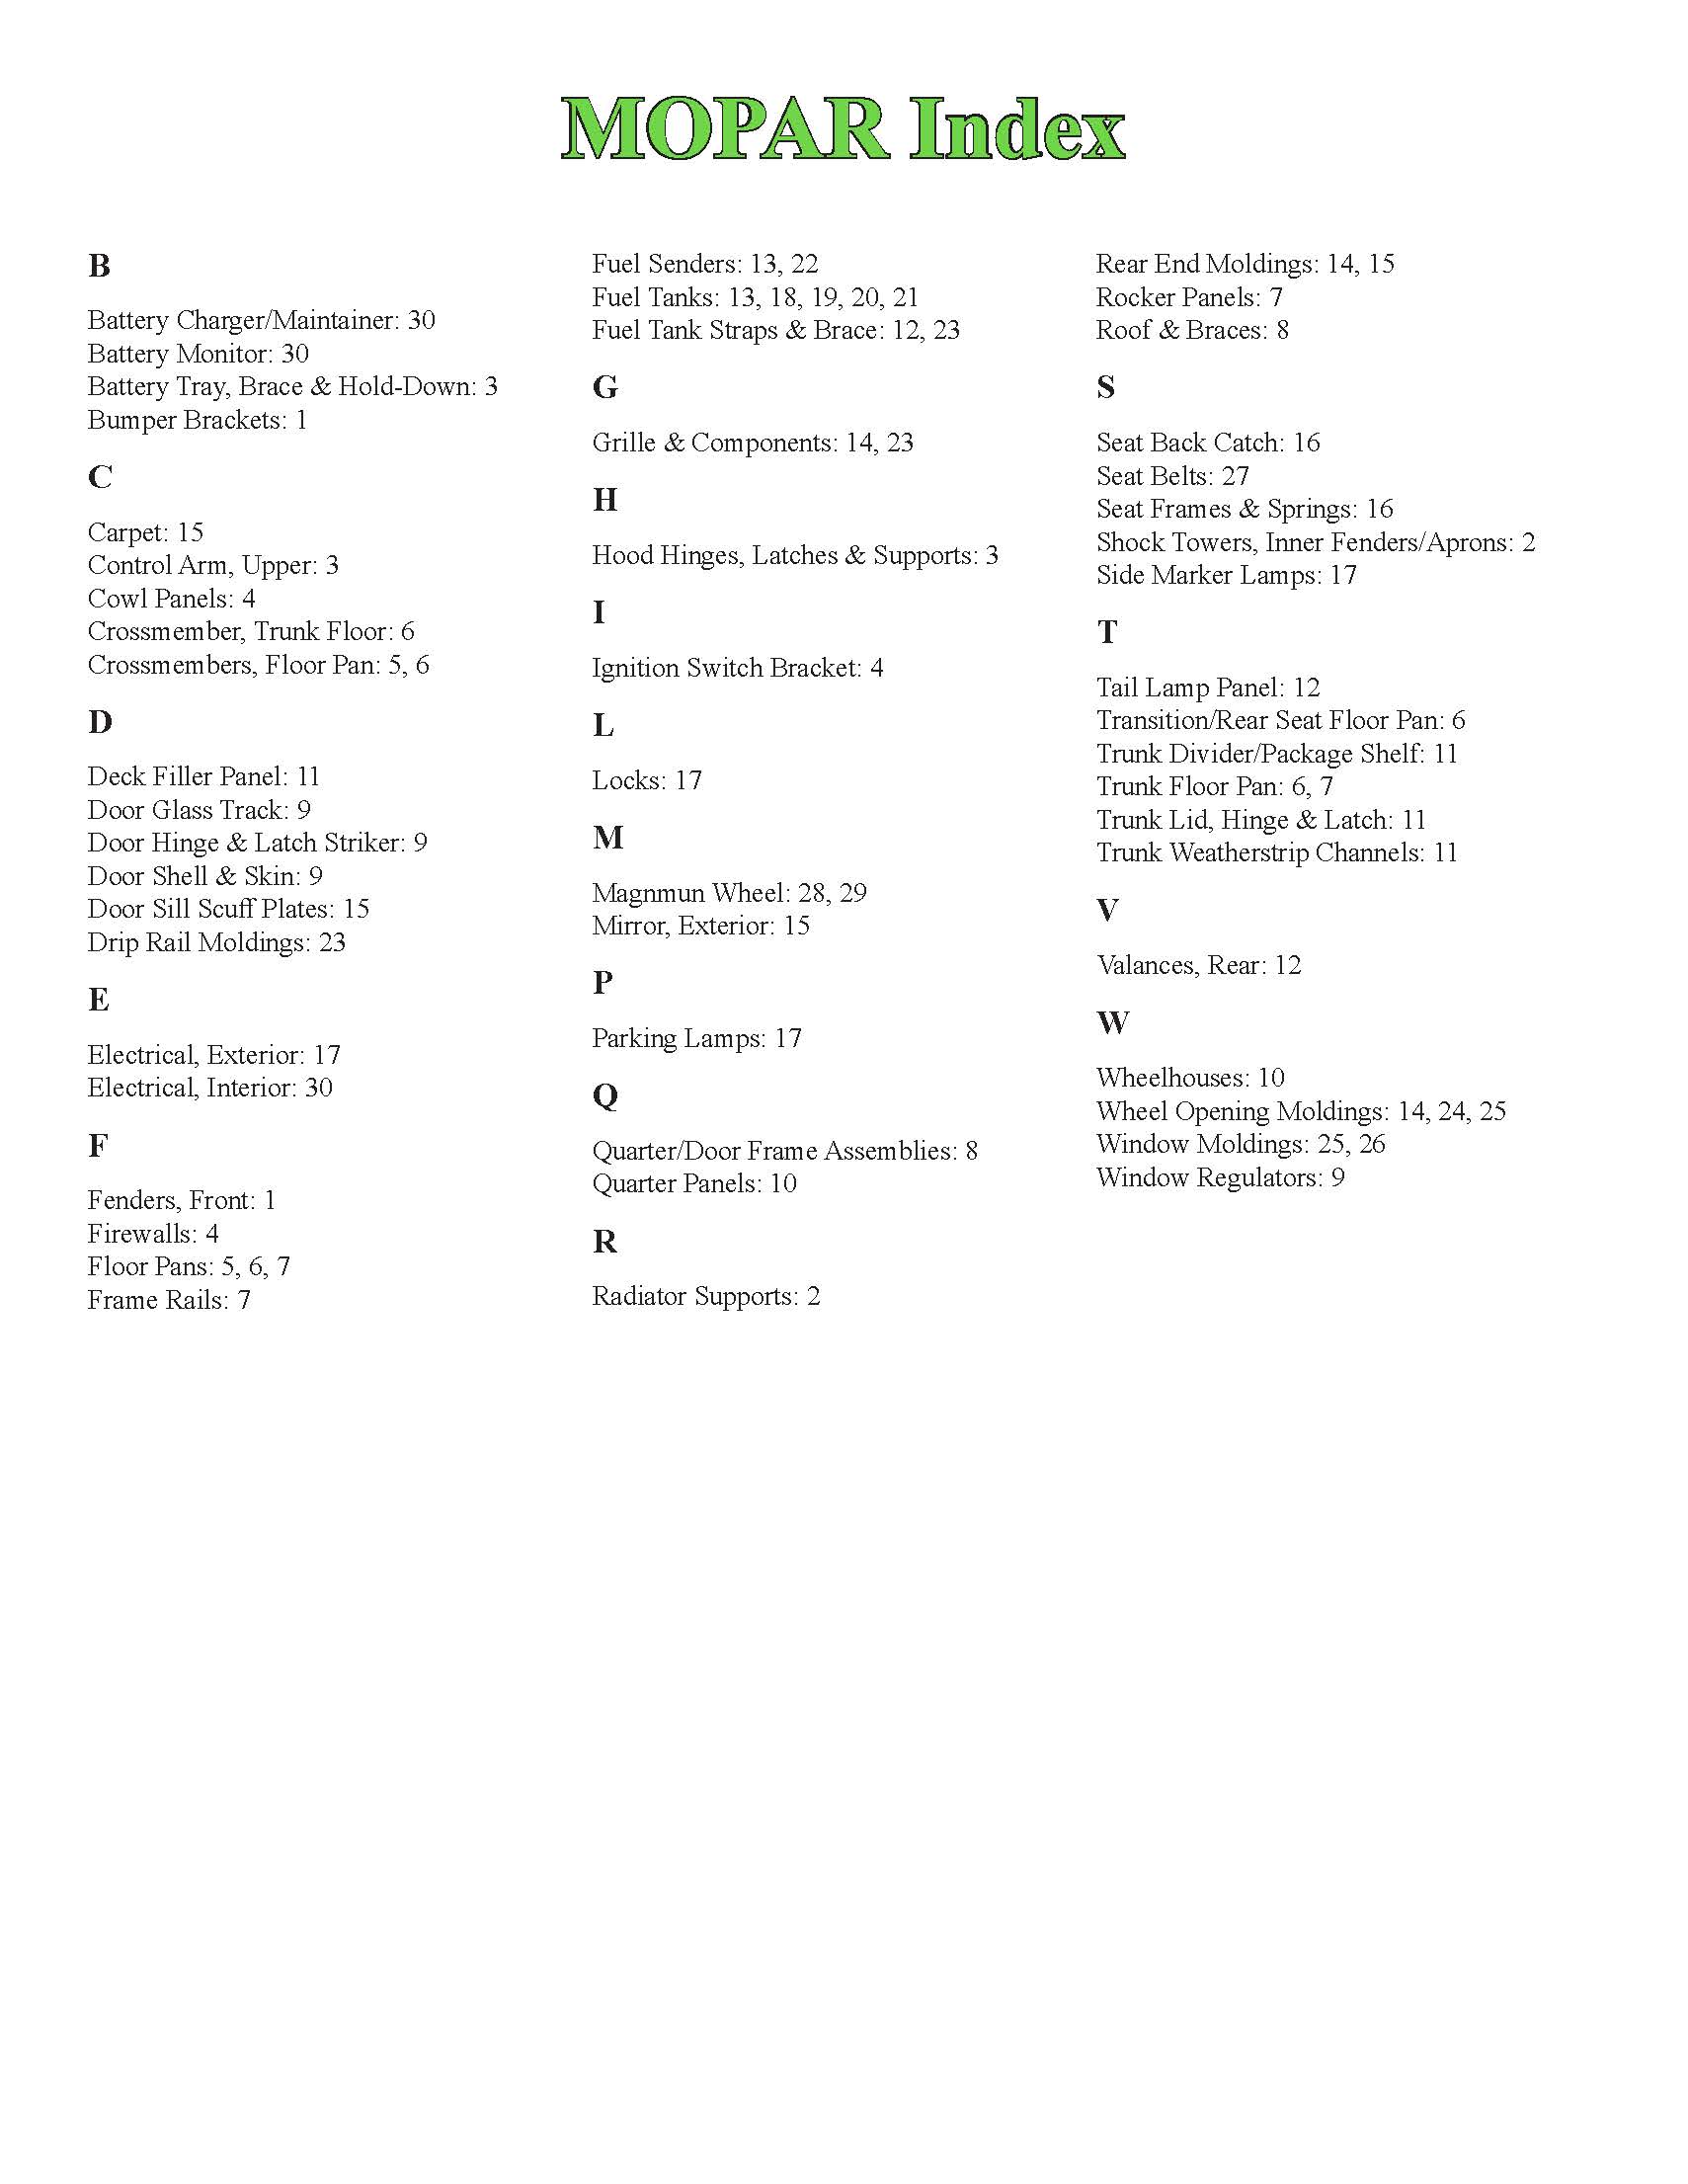 MOPAR Index
B
Battery Charger/Maintainer: 30
Battery Monitor: 30
Battery Tray, Brace & Hold-Down: 3
Bumper Brackets: 1
C
Carpet: 15
Control Arm, Upper: 3
Cowl Panels: 4
Crossmember, Trunk Floor: 6
Crossmembers, Floor Pan: 5, 6
D
Deck Filler Panel: 11
Door Glass Track: 9
Door Hinge & Latch Striker: 9
Door Shell & Skin: 9
Door Sill Scuff Plates: 15
Drip Rail Moldings: 23
E
Electrical, Exterior: 17
Electrical, Interior: 30
F
Fenders, Front: 1
Firewalls: 4
Floor Pans: 5, 6, 7
Frame Rails: 7
Fuel Senders: 13, 22
Fuel Tanks: 13, 18, 19, 20, 21
Fuel Tank Straps & Brace: 12, 23
G
Grille & Components: 14, 23
H
Hood Hinges, Latches & Supports: 3
I
Ignition Switch Bracket: 4
L
Locks: 17
M
Magnmun Wheel: 28, 29
Mirror, Exterior: 15
P
Parking Lamps: 17
Q
Quarter/Door Frame Assemblies: 8
Quarter Panels: 10
R
Radiator Supports: 2
Rear End Moldings: 14, 15
Rocker Panels: 7
Roof & Braces: 8
S
Seat Back Catch: 16
Seat Belts: 27
Seat Frames & Springs: 16
Shock Towers, Inner Fenders/Aprons: 2
Side Marker Lamps: 17
T
Tail Lamp Panel: 12
Transition/Rear Seat Floor Pan: 6
Trunk Divider/Package Shelf: 11
Trunk Floor Pan: 6, 7
Trunk Lid, Hinge & Latch: 11
Trunk Weatherstrip Channels: 11
V
Valances, Rear: 12
W
Wheelhouses: 10
Wheel Opening Moldings: 14, 24, 25
Window Moldings: 25, 26
Window Regulators: 9